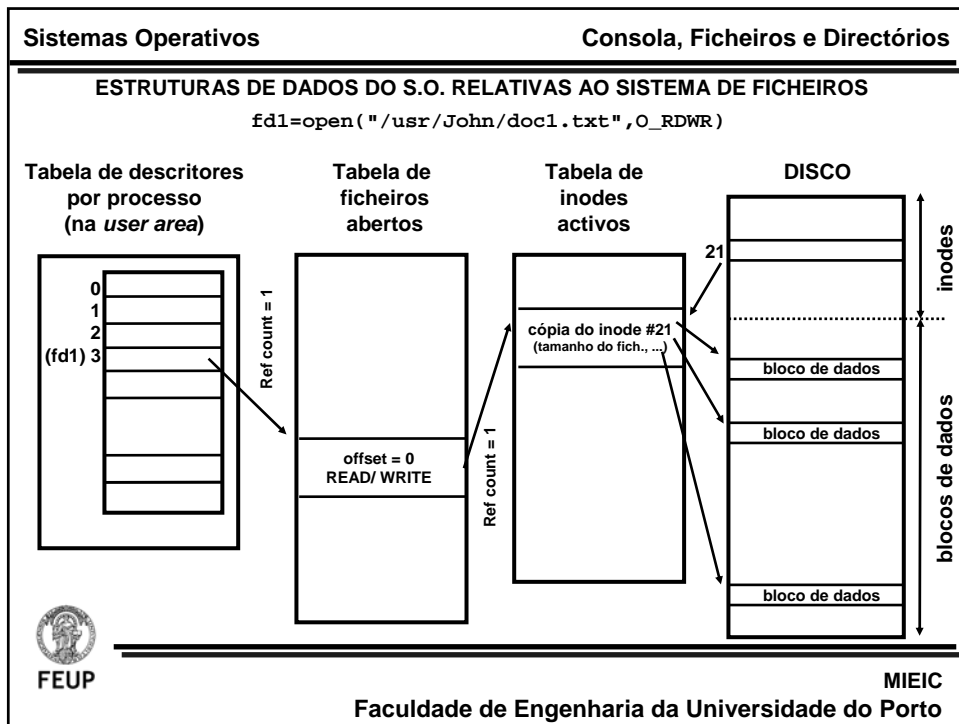 Sistemas Operativos
Consola, Ficheiros e Directórios
ESTRUTURAS DE DADOS DO S.O. RELATIVAS AO SISTEMA DE FICHEIROS
fd1=open("/usr/John/doc1.txt",O_RDWR)
Tabela de descritores
por processo
(na user area)
Tabela de
ficheiros
abertos
Tabela de
inodes
activos
DISCO
0
1
2
(fd1) 3
Ref count = 1
offset = 0
READ/ WRITE
Ref count = 1
cópia do inode #21
(tamanho do fich., ...)
21
inodes
bloco de dados
bloco de dados
bloco de dados
blocos de dados
FEUP
MIEIC
Faculdade de Engenharia da Universidade do Porto